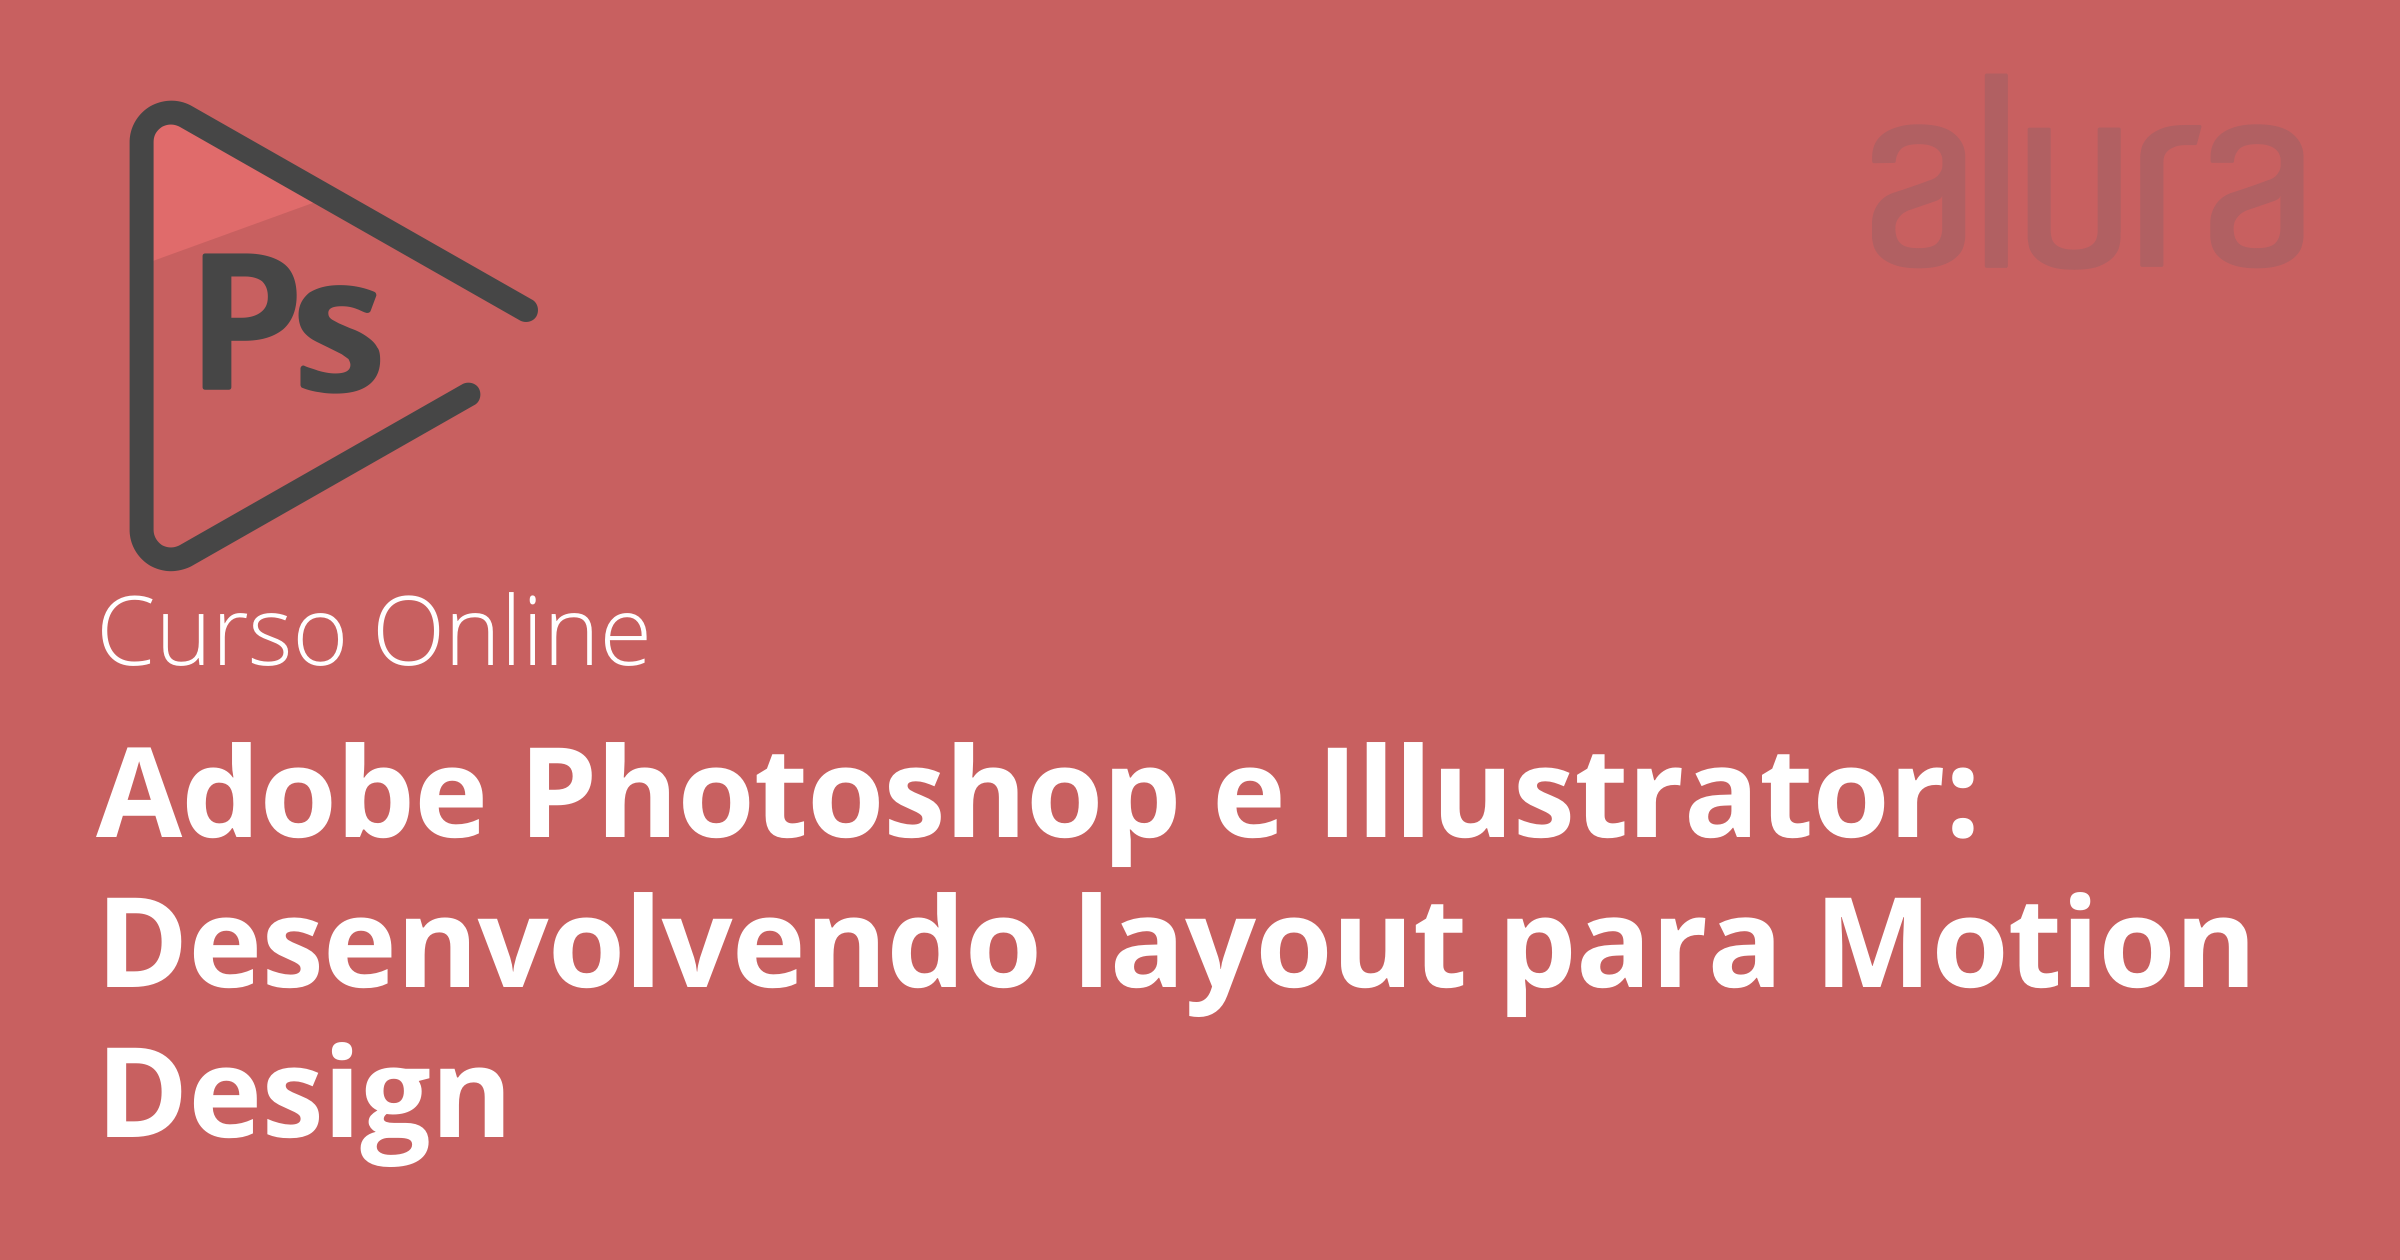 alura
Ps
Curso Online
Adobe Photoshop e Illustrator:
Desenvolvendo layout para Motion
Design